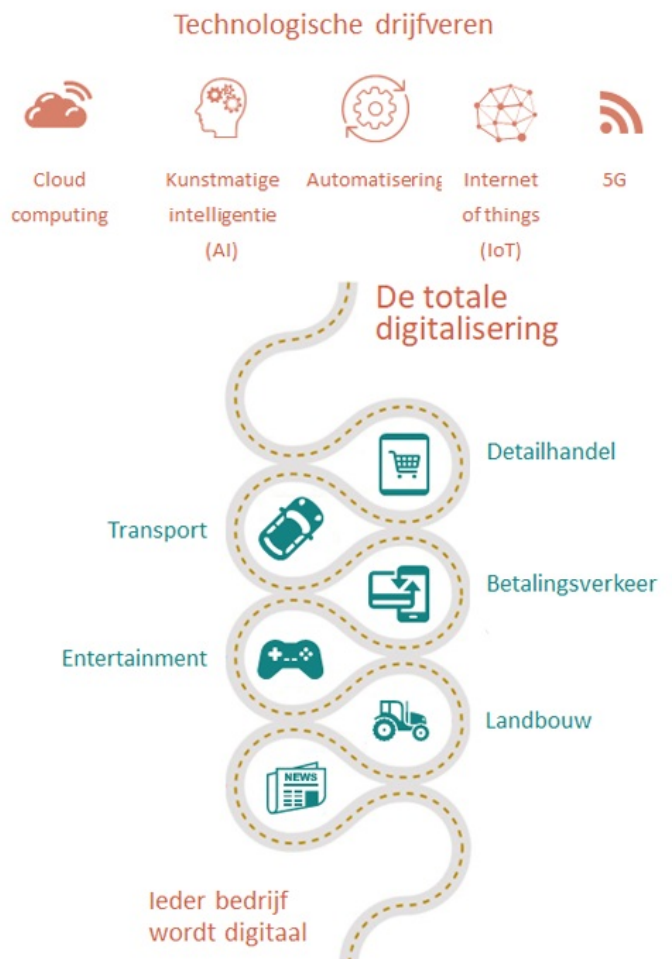 Technologische drijfveren
Cloud
computing
Kunstmatige
intelligentie
(AI)
Automatisering
Internet
of things
(IoT)
5G
De totale
digitalisering
Detailhandel
Transport
Betalingsverkeer
Entertainment
Landbouw
NEWS
Ieder bedrijf
wordt digitaal